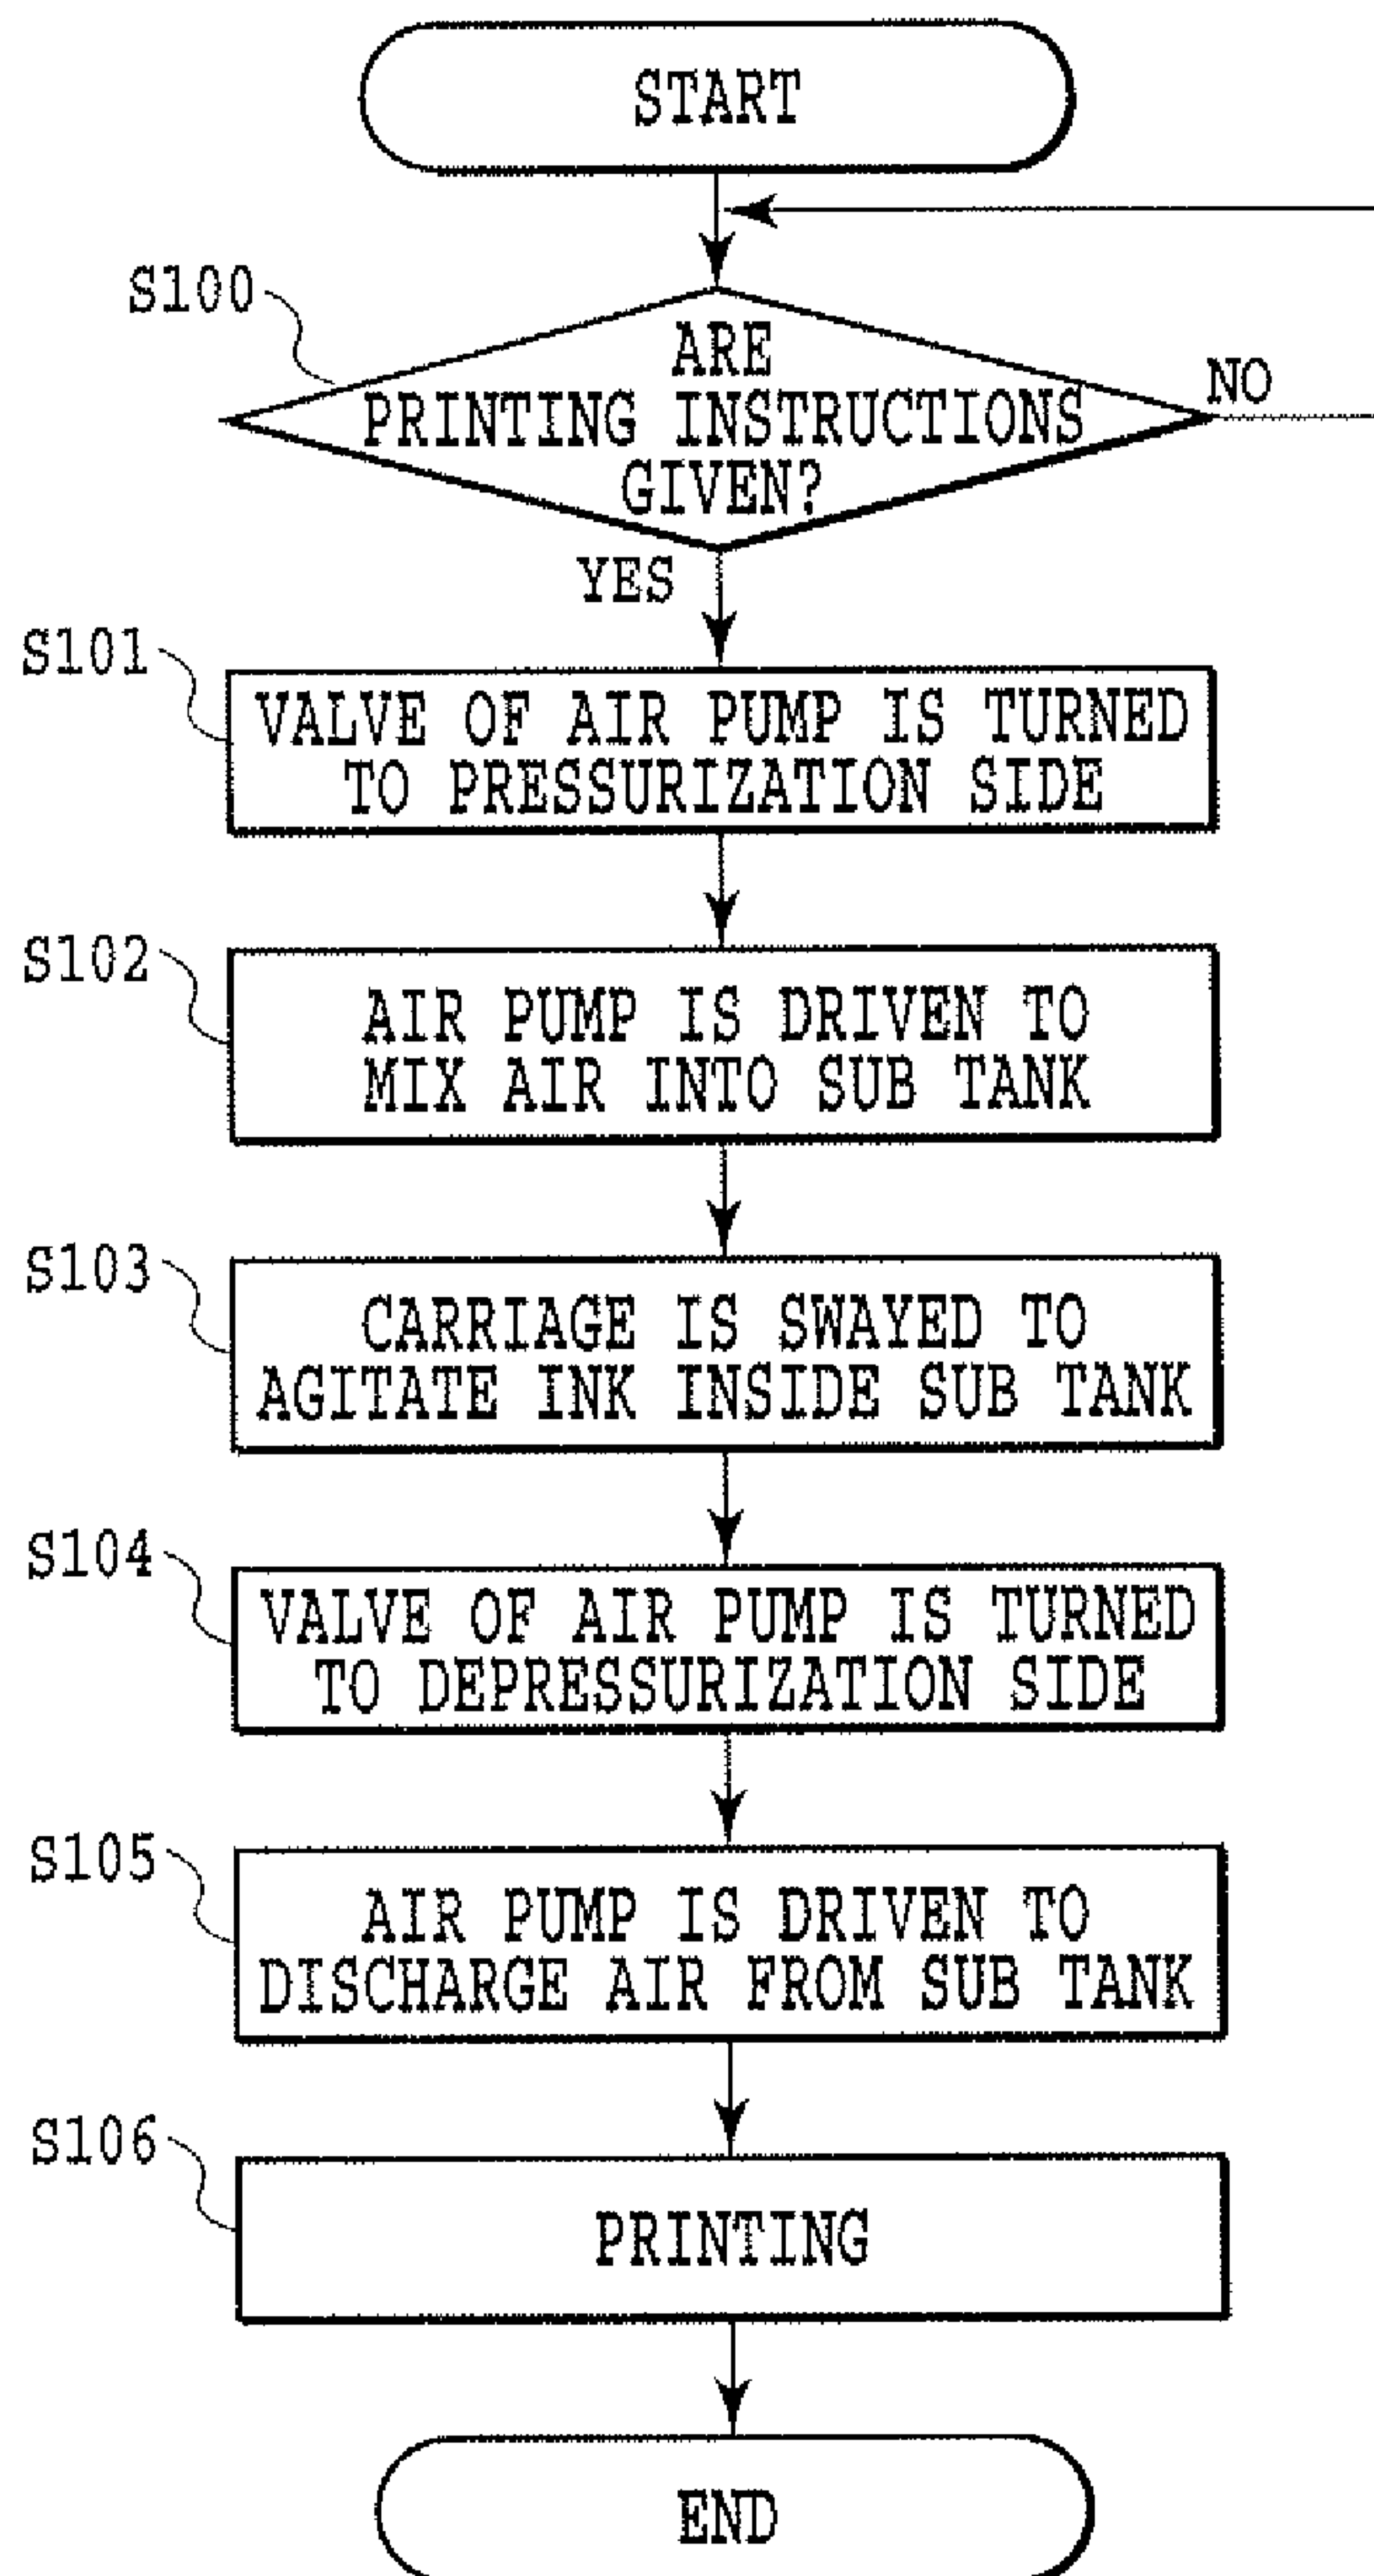 START
S100
ARE
PRINTING INSTRUCTIONS
GIVEN?
NO
YES
S101
VALVE OF AIR PUMP IS TURNED
TO PRESSURIZATION SIDE
S102
AIR PUMP IS DRIVEN TO
MIX AIR INTO SUB TANK
S103
CARRIAGE IS SWAYED TO
AGITATE INK INSIDE SUB TANK
S104
VALVE OF AIR PUMP IS TURNED
TO DEPRESSURIZATION SIDE
S105
AIR PUMP IS DRIVEN TO
DISCHARGE AIR FROM SUB TANK
S106
PRINTING
END